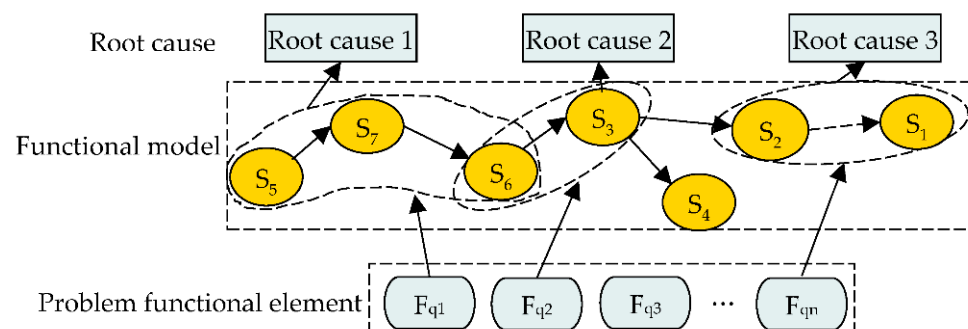 Root cause
Root cause 1
Root cause 2
Root cause 3
Functional model
S5
S7
S6
S3
S4
S2
S1
Problem functional element
Fq1
Fq2
Fq3
...
Fqn